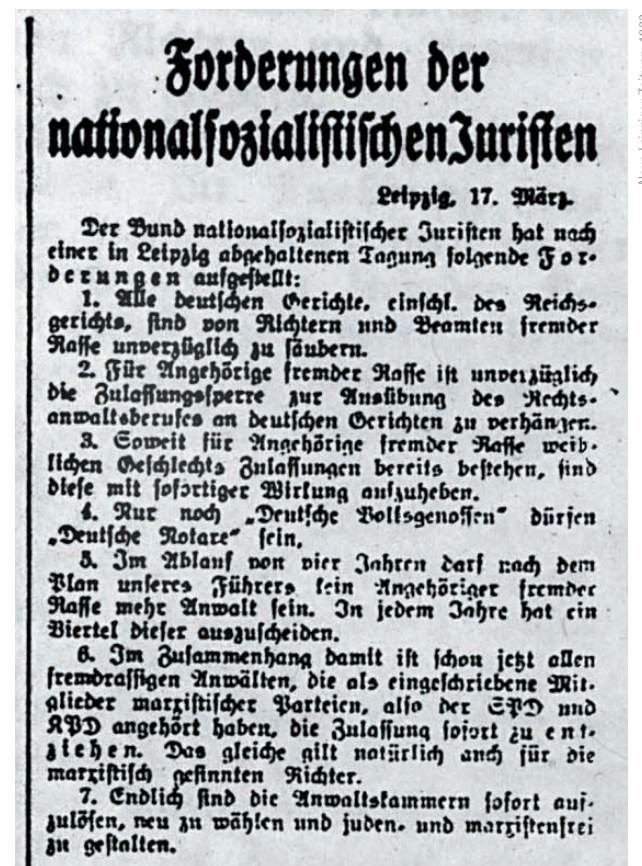 Forderungen der
nationalsozialistischen Juristen
Leipzig, 17. März.
Der Bund nationalsozialistischer Juristen hat nach
einer in Leipzig abgehaltenen Tagung folgende For-
derungen aufgestellt:
1. Alle deutschen Gerichte, einschl. des Reichs-
gerichts, sind von Richtern und Beamten fremder
Rasse unverzüglich zu säubern.
2. Für Angehörige fremder Rasse ist unverzüglich
die Zulassungssperre zur Ausübung des Rechts-
anwaltsberufes an deutschen Gerichten zu verhängen.
3. Soweit für Angehörige fremder Rasse weib-
lichen Geschlechts Zulassungen bereits bestehen, sind
diese mit sofortiger Wirkung aufzuheben.
4. Nur noch „Deutsche Volksgenossen“ dürfen
„Deutsche Notare“ sein.
5. Im Ablauf von vier Jahren darf nach dem
Plan unseres Führers kein Angehöriger fremder
Rasse mehr Anwalt sein. In jedem Jahre hat ein
Viertel dieser auszuscheiden.
6. Im Zusammenhang damit ist schon jetzt allen
fremdrassigen Anwälten, die als eingeschriebene Mit-
glieder marxistischer Parteien, also der SPD und
KPD angehört haben, die Zulassung sofort zu ent-
ziehen. Das gleiche gilt natürlich auch für die
marxistisch gesinnten Richter.
7. Endlich sind die Anwaltskammern sofort auf-
zulösen, neu zu wählen und juden- und marxistenfrei
zu gestalten.